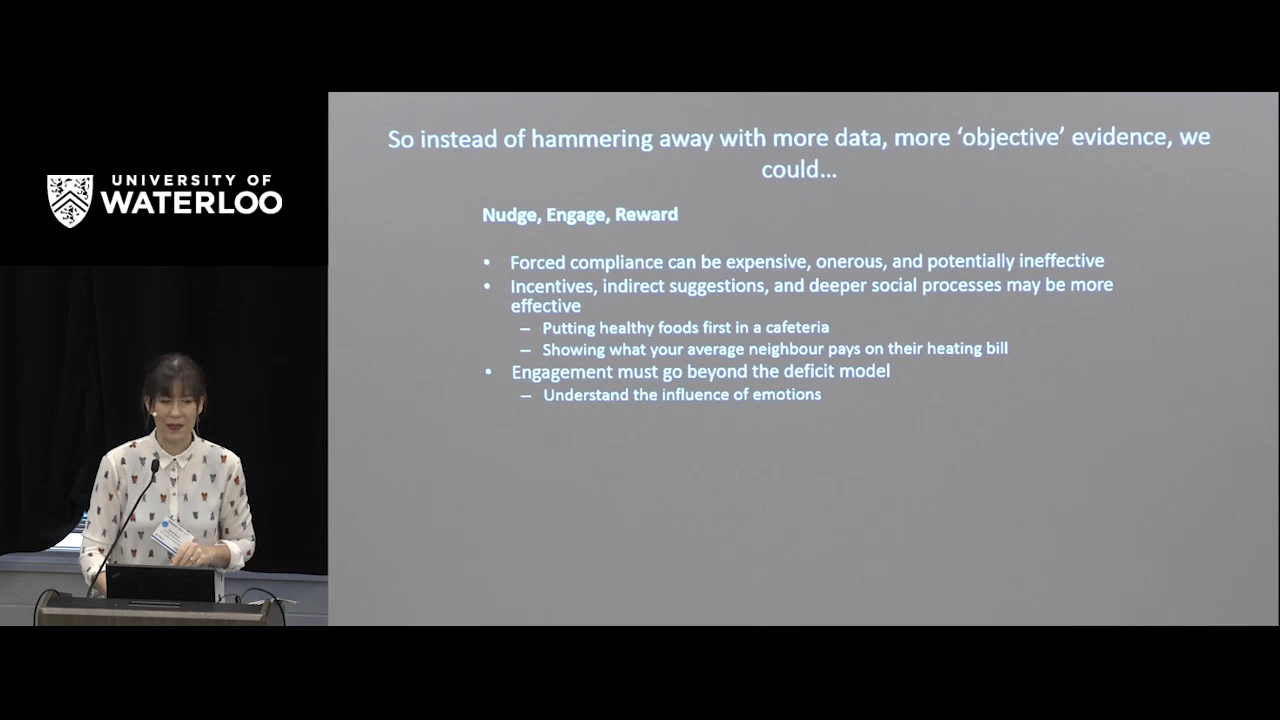 UNIVERSITY OF
WATERLOO
So instead of hammering away with more data, more ‘objective’ evidence, we
could…
Nudge, Engage, Reward
• Forced compliance can be expensive, onerous, and potentially ineffective
• Incentives, indirect suggestions, and deeper social processes may be more
effective
– Putting healthy foods first in a cafeteria
– Showing what your average neighbour pays on their heating bill
• Engagement must go beyond the deficit model
– Understand the influence of emotions